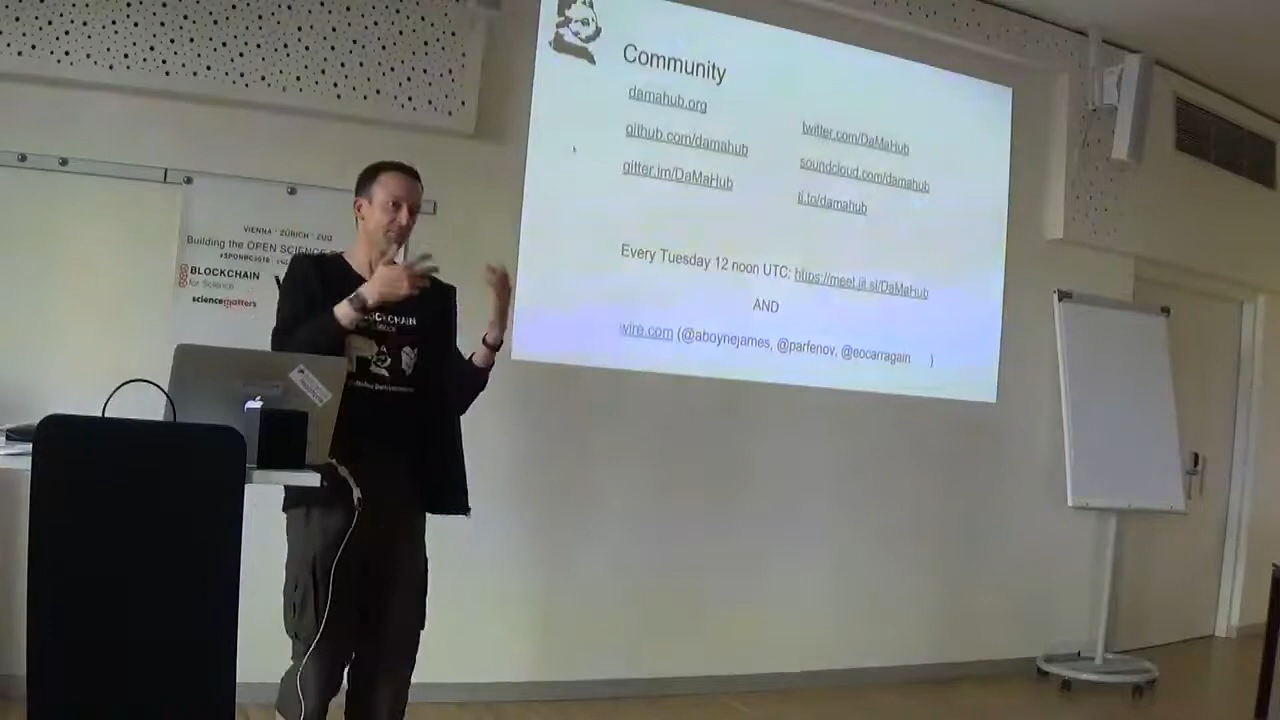 Community
damahub.org
github.com/damahub
gitter.im/DaMaHub
twitter.com/DaMaHub
soundcloud.com/damahub
ti.to/damahub
Every Tuesday 12 noon UTC: https://meet.jit.si/DaMaHub
AND
wire.com (@aboynejames, @parfenov, @eocarragain )
VIENNA · ZÜRICH · ZUG
Building the OPEN SCIENCE
BLOCKCHAIN
for Science
sciencematters
BLOCKCHAIN